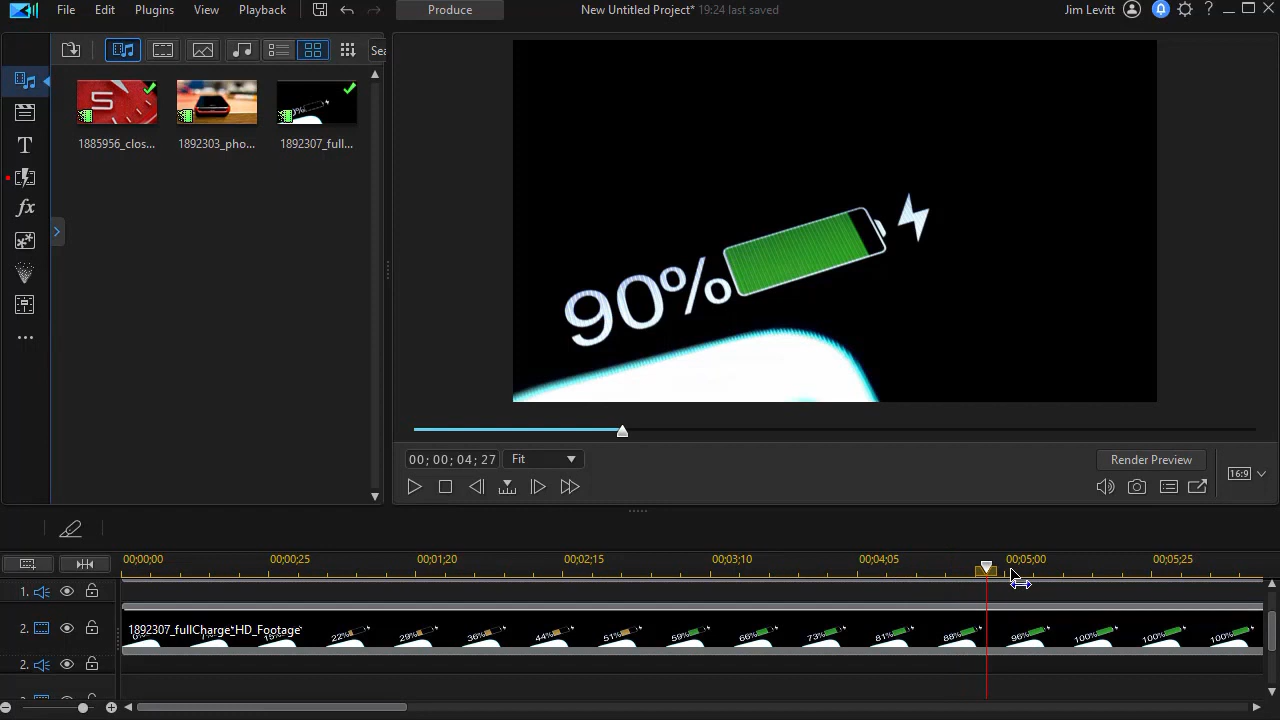 File Edit Plugins View Playback Produce New Untitled Project* 19:24 last saved Jim Levitt ?
Sea
S
1885956_clos... 1892303_pho... 1892307_full...
T
fx
90%
00; 00; 04; 27 Fit Render Preview 16:9
00;00;00 00;00;25 00;01;20 00;02;15 00;03;10 00;04;05 00;05;00 00;05;25
1.
2. 1892307_fullCharge_HD_Footage 22% 29% 36% 44% 51% 59% 66% 73% 81% 88% 96% 100% 100% 100%
2.